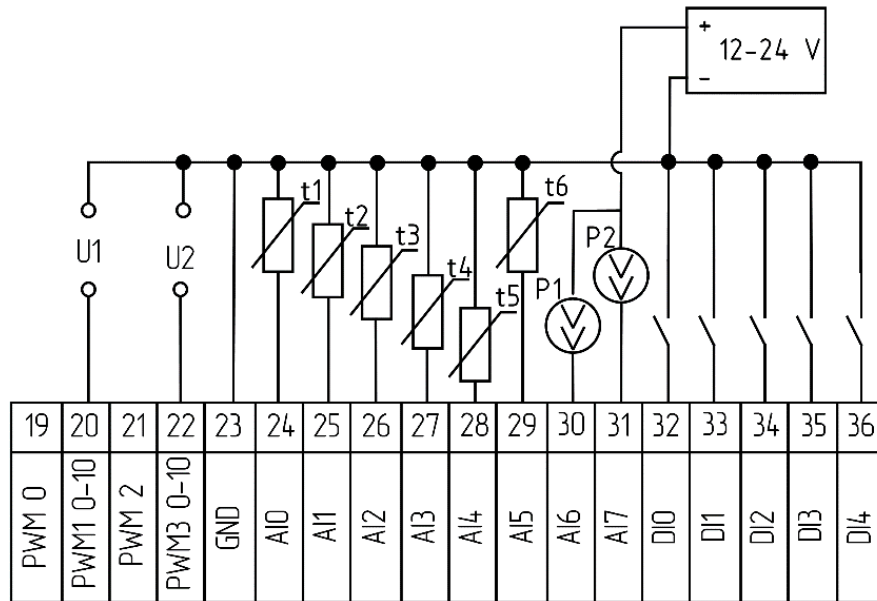 +
12-24 V
-
t1
t6
t2
P2
t3
U1
U2
t4
P1
t5
19 20 21 22 23 24 25 26 27 28 29 30 31 32 33 34 35 36
PWM 0
PWM1 0-10
PWM 2
PWM3 0-10
GND
AI0
AI1
AI2
AI3
AI4
AI5
AI6
AI7
DI0
DI1
DI2
DI3
DI4